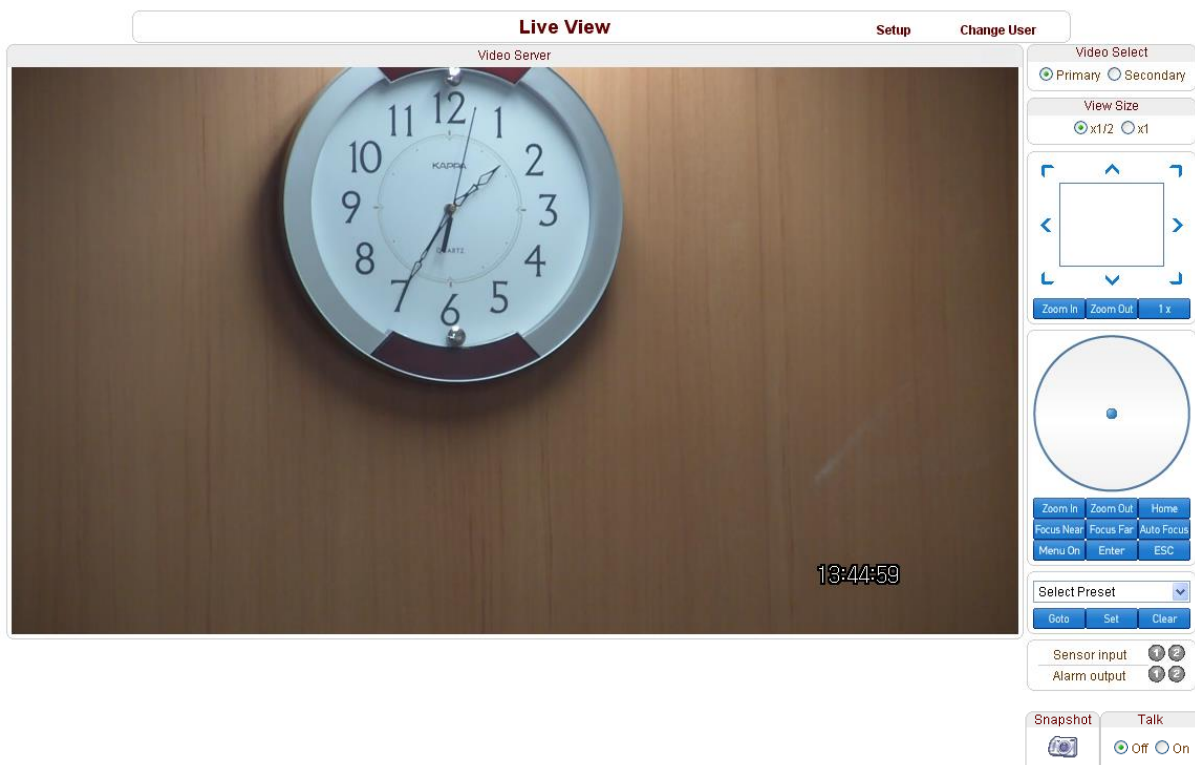 Live View
Setup
Change User
Video Server
Video Select
Primary Secondary
View Size
x1/2 x1
Zoom In Zoom Out 1 x
Zoom In Zoom Out Home
Focus Near Focus Far Auto Focus
Menu On Enter ESC
Select Preset
Goto Set Clear
Sensor input 1 2
Alarm output 1 2
Snapshot Talk
Off On
12
11 1
10 2
KAPPA
9 3
QUARTZ
8 4
7 5
6
13:44:59